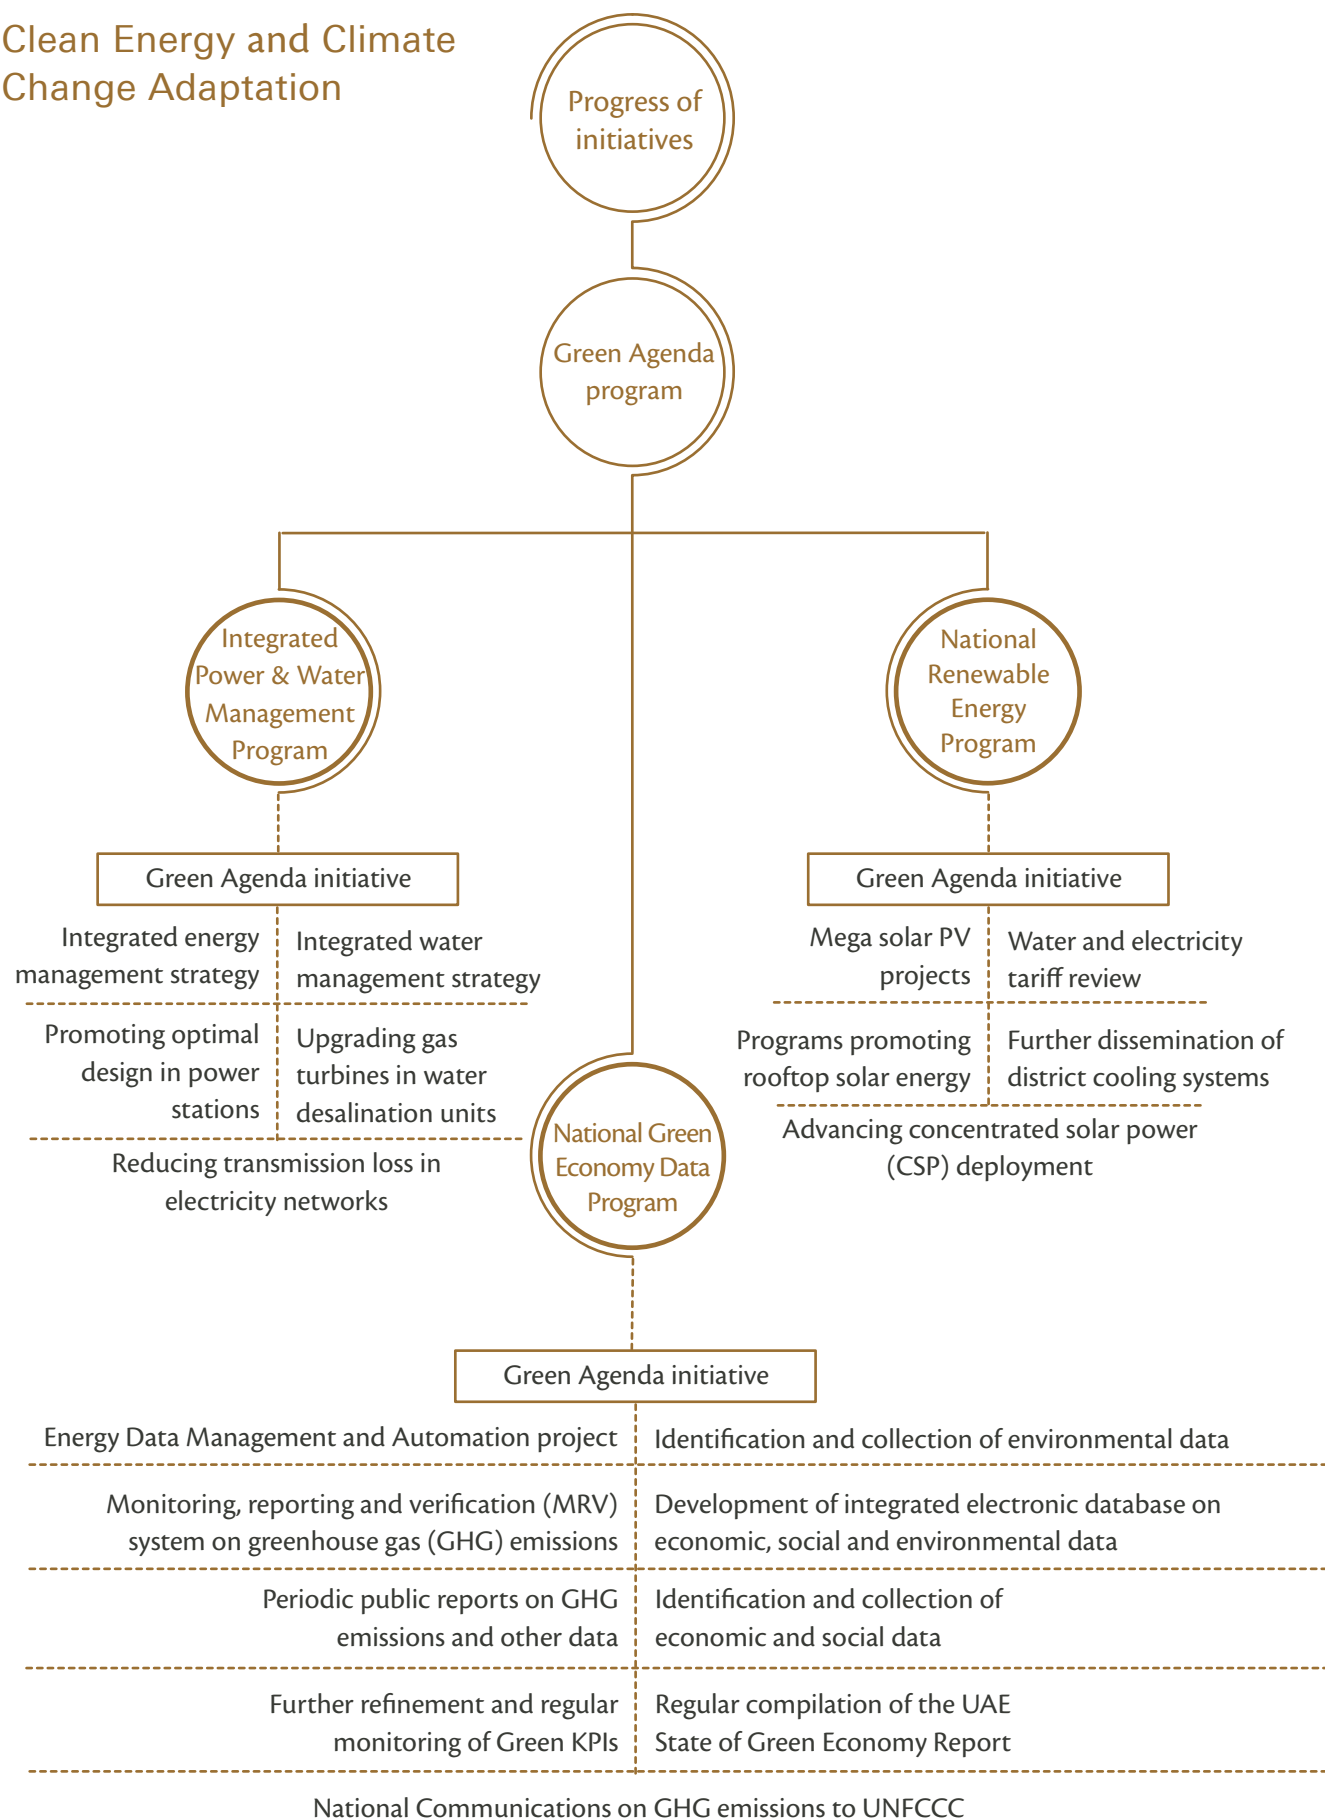 Clean Energy and Climate
Change Adaptation
Progress of
initiatives
Green Agenda
program
Integrated
Power & Water
Management
Program
National
Renewable
Energy
Program
Green Agenda initiative
Integrated energy
management strategy
Integrated water
management strategy
Promoting optimal
design in power
stations
Upgrading gas
turbines in water
desalination units
Reducing transmission loss in
electricity networks
Green Agenda initiative
Mega solar PV
projects
Water and electricity
tariff review
Programs promoting
rooftop solar energy
Further dissemination of
district cooling systems
Advancing concentrated solar power
(CSP) deployment
National Green
Economy Data
Program
Green Agenda initiative
Energy Data Management and Automation project
Identification and collection of environmental data
Monitoring, reporting and verification (MRV)
system on greenhouse gas (GHG) emissions
Development of integrated electronic database on
economic, social and environmental data
Periodic public reports on GHG
emissions and other data
Identification and collection of
economic and social data
Further refinement and regular
monitoring of Green KPIs
Regular compilation of the UAE
State of Green Economy Report
National Communications on GHG emissions to UNFCCC